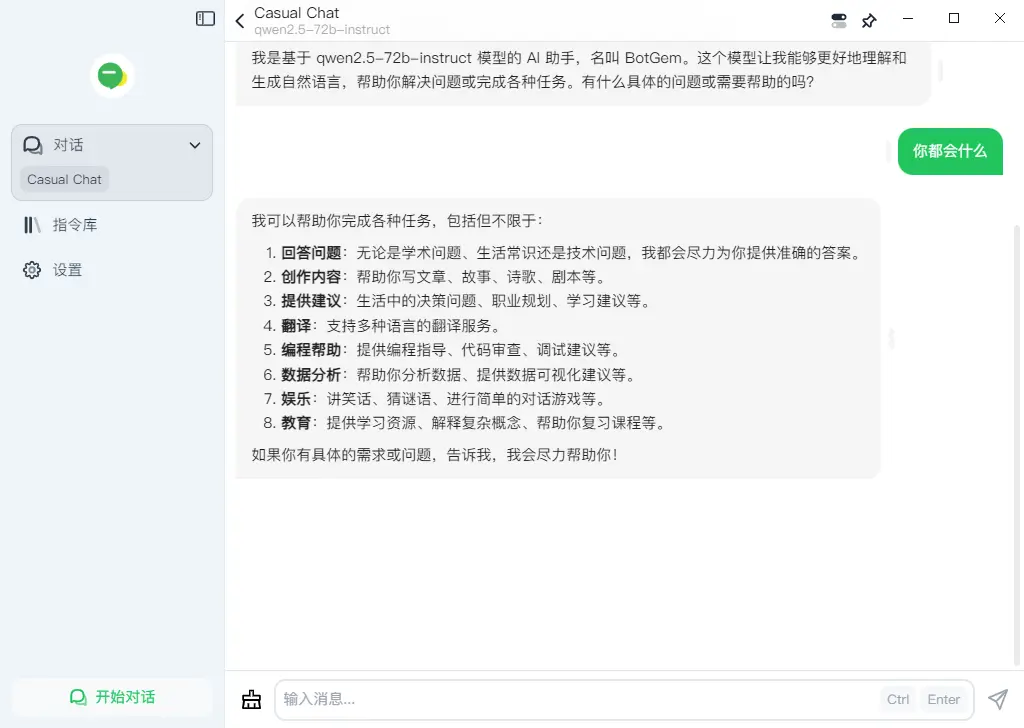 Casual Chat
qwen2.5-72b-instruct
对话
Casual Chat
指令库
设置
开始对话
我是基于 qwen2.5-72b-instruct 模型的 AI 助手，名叫 BotGem。这个模型让我能够更好地理解和
生成自然语言，帮助你解决问题或完成各种任务。有什么具体的问题或需要帮助的吗？
你都会什么
我可以帮助你完成各种任务，包括但不限于：
1. 回答问题：无论是学术问题、生活常识还是技术问题，我都会尽力为你提供准确的答案。
2. 创作内容：帮助你写文章、故事、诗歌、剧本等。
3. 提供建议：生活中的决策问题、职业规划、学习建议等。
4. 翻译：支持多种语言的翻译服务。
5. 编程帮助：提供编程指导、代码审查、调试建议等。
6. 数据分析：帮助你分析数据、提供数据可视化建议等。
7. 娱乐：讲笑话、猜谜语、进行简单的对话游戏等。
8. 教育：提供学习资源、解释复杂概念、帮助你复习课程等。
如果你有具体的需求或问题，告诉我，我会尽力帮助你！
输入消息... Ctrl Enter